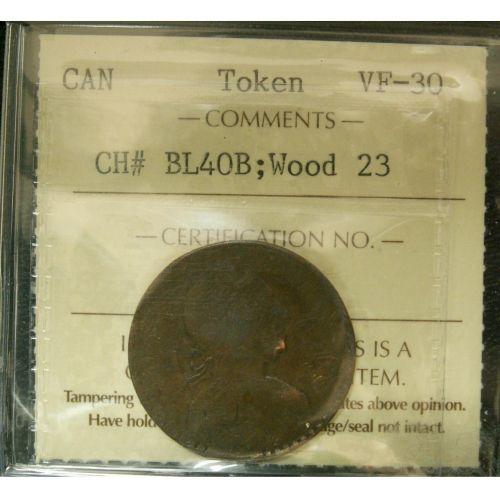 CAN Token VF-30
— COMMENTS —
CH# BL40B;Wood 23
— CERTIFICATION NO. —
S IS A
TEM.
Tampering ates above opinion.
Have hold ge/seal not intact.